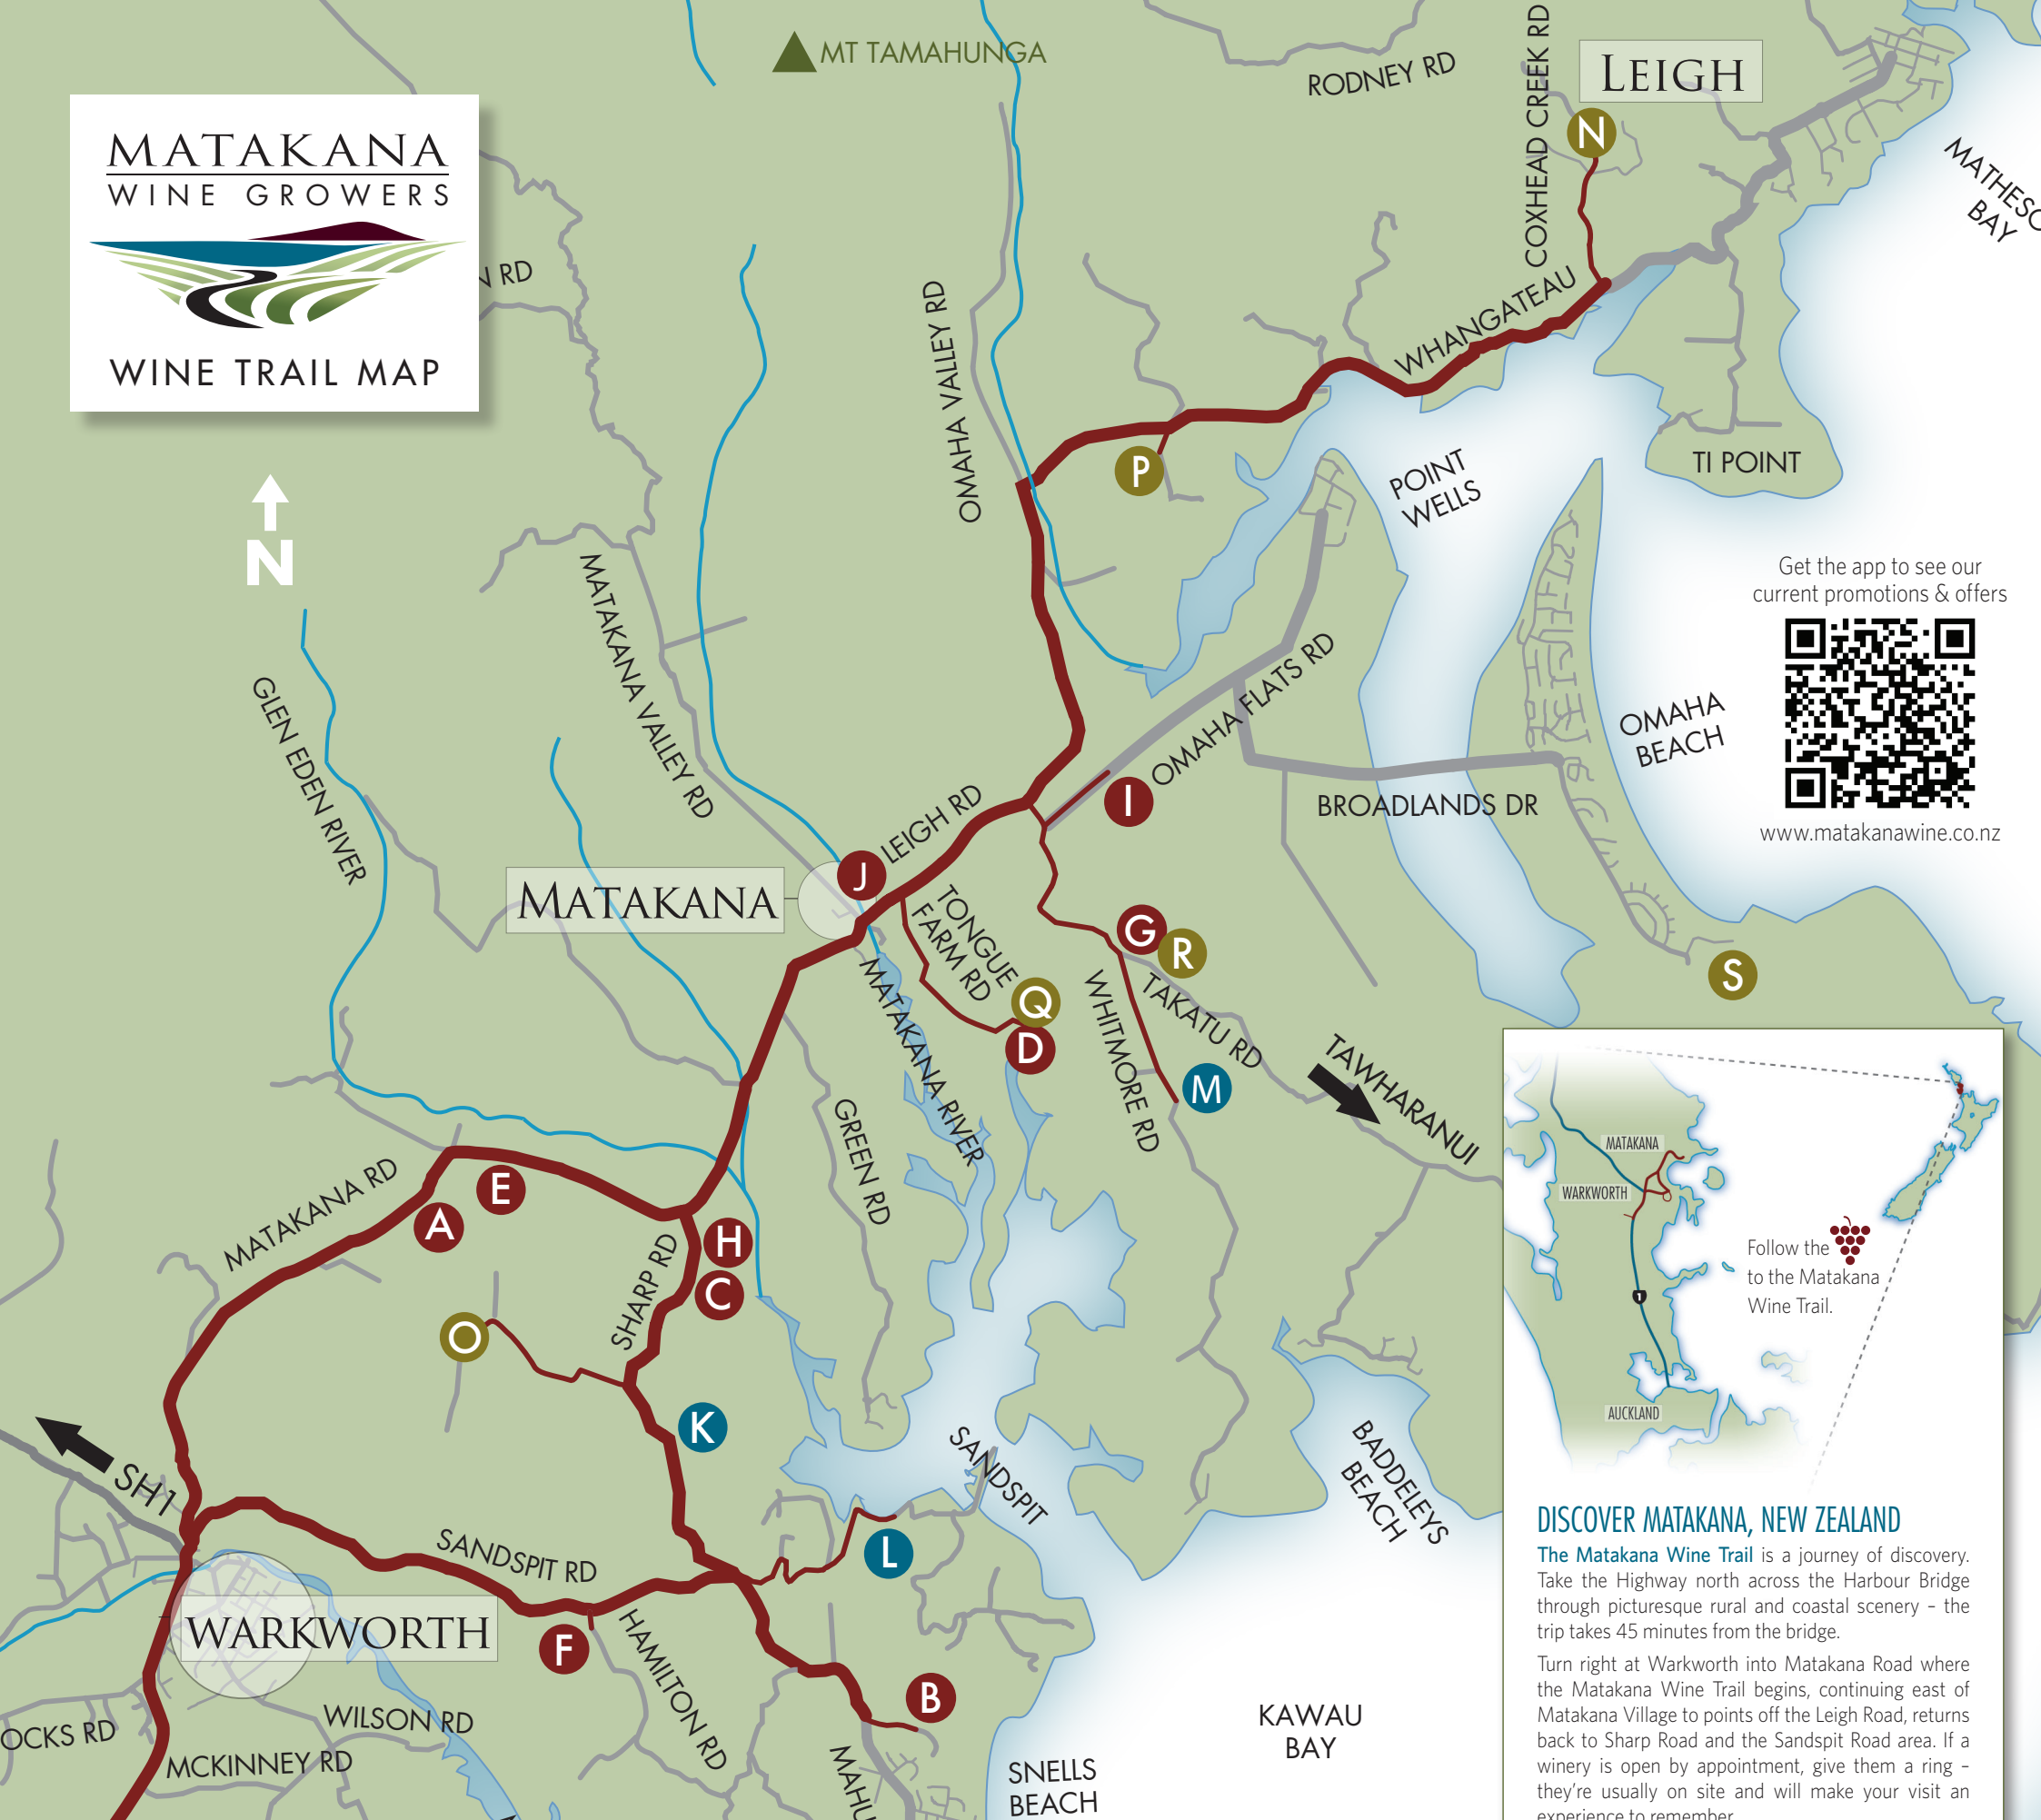 MATAKANA
WINE GROWERS
WINE TRAIL MAP
MT TAMAHUNGA
RODNEY RD
COXHEAD CREEK RD
LEIGH
N
MATHESO
BAY
N RD
N
OMAHA VALLEY RD
WHANGATEAU
P
POINT
WELLS
TI POINT
Get the app to see our
current promotions & offers
www.matakanawine.co.nz
MATAKANA VALLEY RD
GLEN EDEN RIVER
OMAHA FLATS RD
OMAHA
BEACH
I
BROADLANDS DR
LEIGH RD
J
MATAKANA
TONGUE
FARM RD
G
R
S
Q
D
MATAKANA RIVER
WHITMORE RD
TAKATU RD
M
TAWHARANUI
GREEN RD
MATAKANA RD
E
A
H
C
SHARP RD
O
K
SH1
SANDSPIT
BADDELEYS
BEACH
L
SANDSPIT RD
WARKWORTH
F
HAMILTON RD
B
WILSON RD
OCKS RD
MCKINNEY RD
MAHU
SNELLS
BEACH
KAWAU
BAY
MATAKANA
WARKWORTH
1
AUCKLAND
Follow the
to the Matakana
Wine Trail.
DISCOVER MATAKANA, NEW ZEALAND
The Matakana Wine Trail is a journey of discovery.
Take the Highway north across the Harbour Bridge
through picturesque rural and coastal scenery – the
trip takes 45 minutes from the bridge.
Turn right at Warkworth into Matakana Road where
the Matakana Wine Trail begins, continuing east of
Matakana Village to points off the Leigh Road, returns
back to Sharp Road and the Sandspit Road area. If a
winery is open by appointment, give them a ring –
they're usually on site and will make your visit an
experience to remember